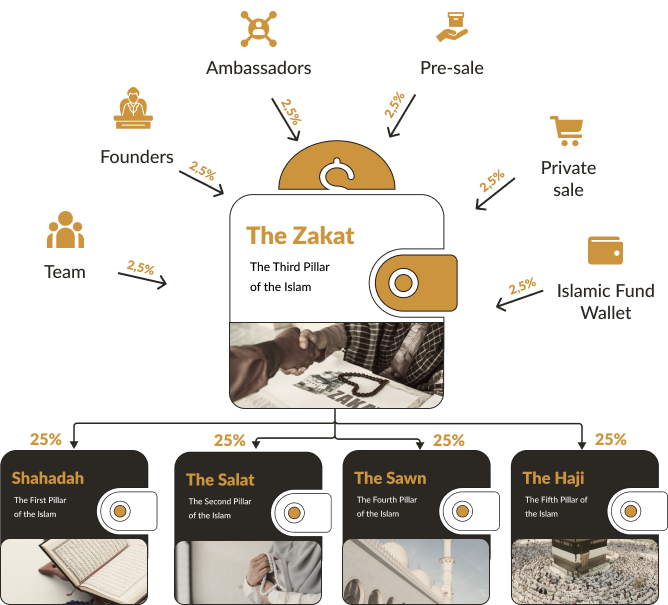 Ambassadors
Pre-sale
2,5%
2,5%
Founders
2,5%
Private
sale
2,5%
Team
2,5%
Islamic Fund
Wallet
2,5%
The Zakat
The Third Pillar
of the Islam
ZAKAT
25%
25%
25%
25%
Shahadah
The First Pillar
of the Islam
The Salat
The Second Pillar
of the Islam
The Sawn
The Fourth Pillar
of the Islam
The Haji
The Fifth Pillar of
the Islam